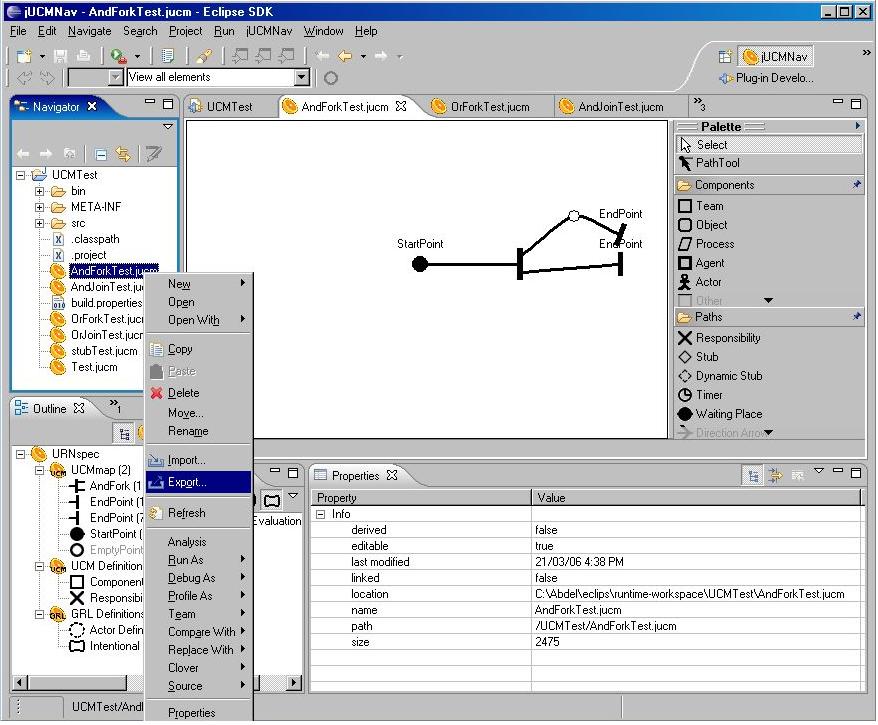 jUCMNav - AndForkTest.jucm - Eclipse SDK
File Edit Navigate Search Project Run jUCMNav Window Help
jUCMNav
View all elements
Plug-in Develo...
Navigator
UCMTest
AndForkTest.jucm
OrForkTest.jucm
AndJoinTest.jucm
3
UCMTest
bin
META-INF
src
.classpath
.project
AndForkTest.jucm
AndJoinTest.ju
build.properties
OrForkTest.jucm
OrJoinTest.jucm
stubTest.jucm
Test.jucm
StartPoint
EndPoint
EndPoint
Palette
Select
PathTool
Components
Team
Object
Process
Agent
Actor
Other
Paths
Responsibility
Stub
Dynamic Stub
Timer
Waiting Place
Direction Arrow
New
Open
Open With
Copy
Paste
Delete
Move...
Rename
Import...
Export...
Refresh
Analysis
Run As
Debug As
Profile As
Team
Compare With
Replace With
Clover
Source
Properties
Outline
1
URNspec
UCMmap (2)
AndFork (1
EndPoint (
EndPoint (7
StartPoint (
EmptyPoint
UCM Definition
Component
Responsibi
GRL Definitions
Actor Defin
Intentional
Evaluation
Properties
Property Value
Info
derived false
editable true
last modified 21/03/06 4:38 PM
linked false
location C:\Abdel\eclips\runtime-workspace\UCMTest\AndForkTest.jucm
name AndForkTest.jucm
path /UCMTest/AndForkTest.jucm
size 2475
UCMTest/And